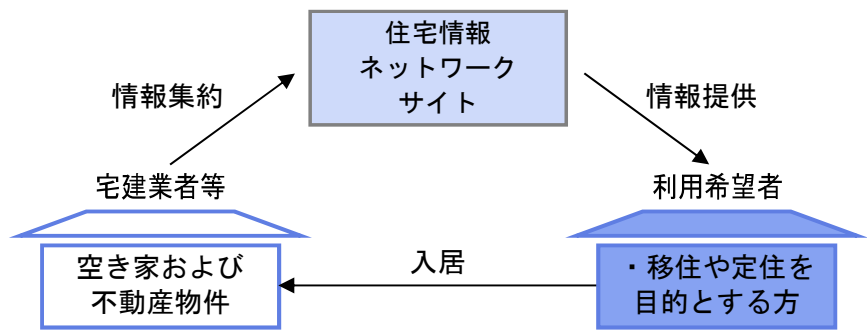 住宅情報
ネットワーク
サイト
情報集約
情報提供
宅建業者等
利用希望者
空き家および
不動産物件
入居
・移住や定住を
目的とする方